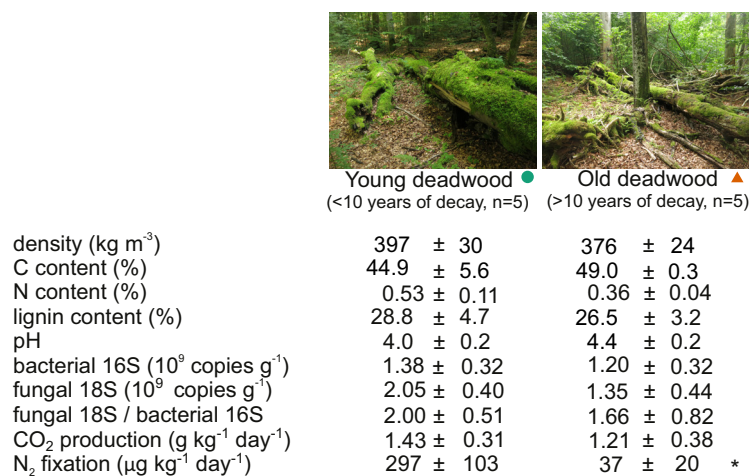 Young deadwood Old deadwood
(<10 years of decay, n=5) (>10 years of decay, n=5)
density (kg m⁻³) 397 ± 30 376 ± 24
C content (%) 44.9 ± 5.6 49.0 ± 0.3
N content (%) 0.53 ± 0.11 0.36 ± 0.04
lignin content (%) 28.8 ± 4.7 26.5 ± 3.2
pH 4.0 ± 0.2 4.4 ± 0.2
bacterial 16S (10⁹ copies g⁻¹) 1.38 ± 0.32 1.20 ± 0.32
fungal 18S (10⁹ copies g⁻¹) 2.05 ± 0.40 1.35 ± 0.44
fungal 18S / bacterial 16S 2.00 ± 0.51 1.66 ± 0.82
CO₂ production (g kg⁻¹ day⁻¹) 1.43 ± 0.31 1.21 ± 0.38
N₂ fixation (μg kg⁻¹ day⁻¹) 297 ± 103 37 ± 20 *